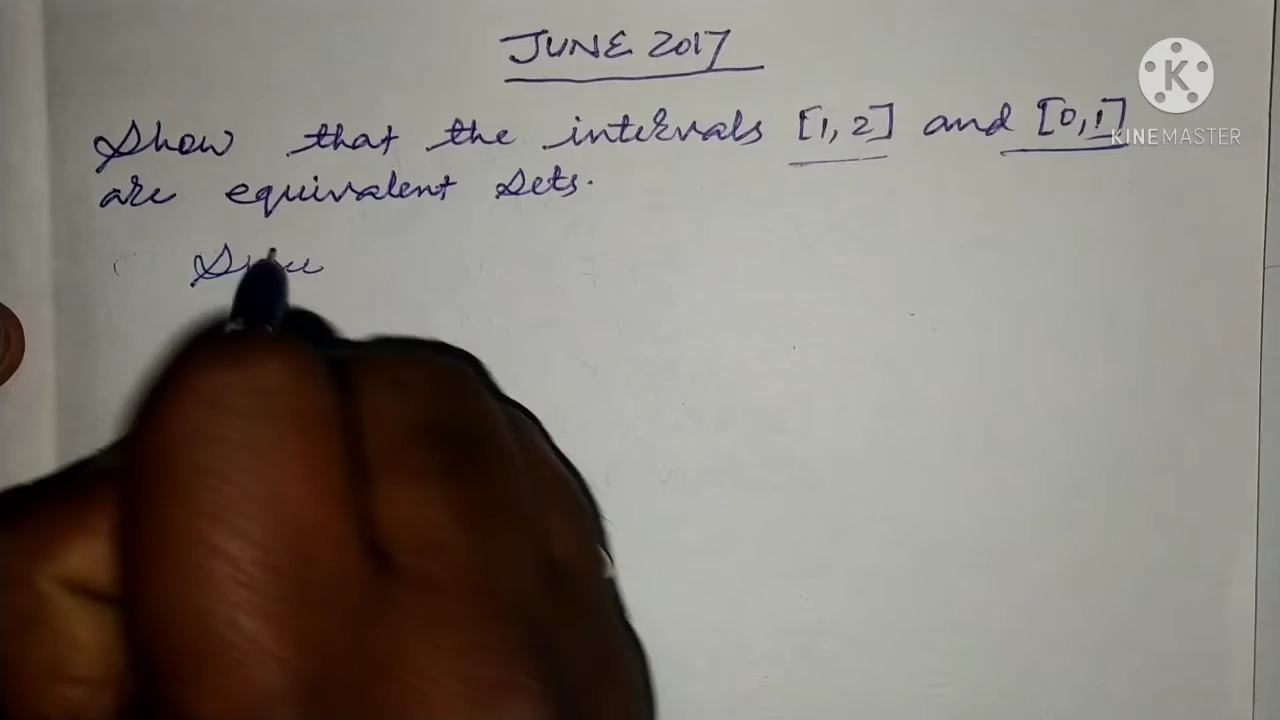 JUNE 2017
Show that the intervals [1, 2] and [0, 1]
are equivalent sets.
K
KINEMASTER